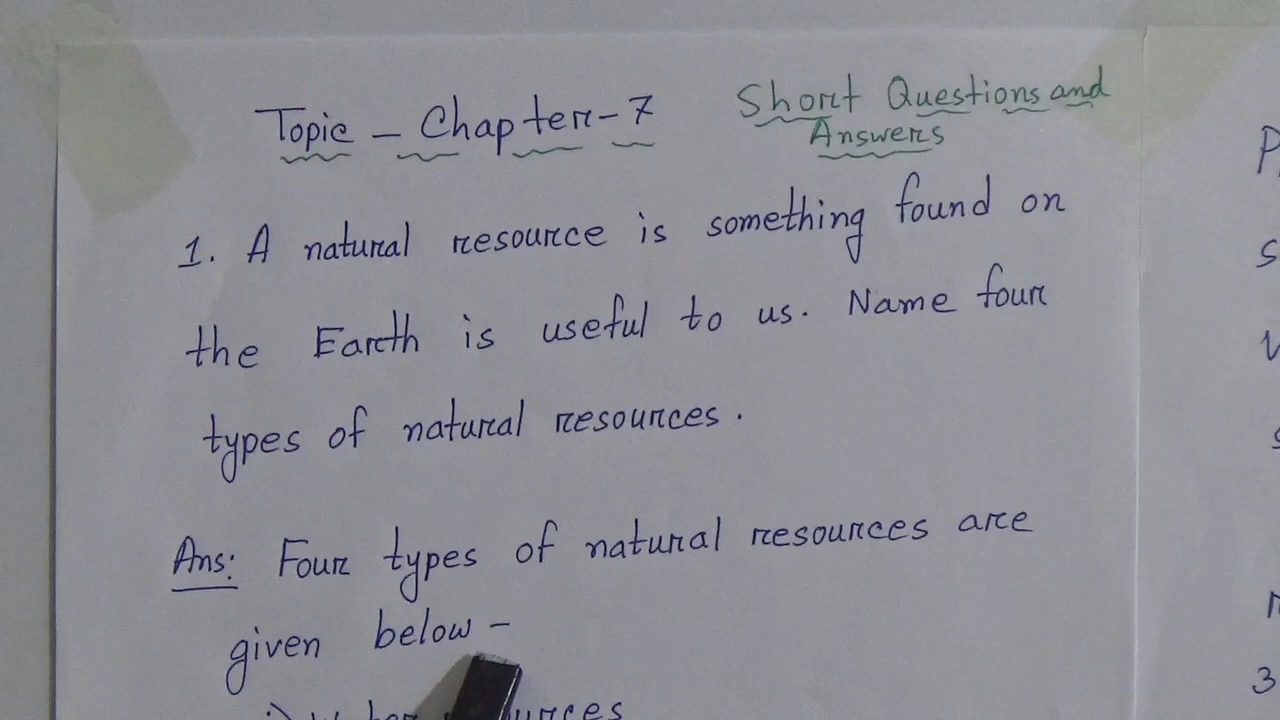 Topic - Chapter-7
Short Questions and
Answers
1. A natural resource is something found on
the Earth is useful to us. Name four
types of natural resources.
Ans: Four types of natural resources are
given below -